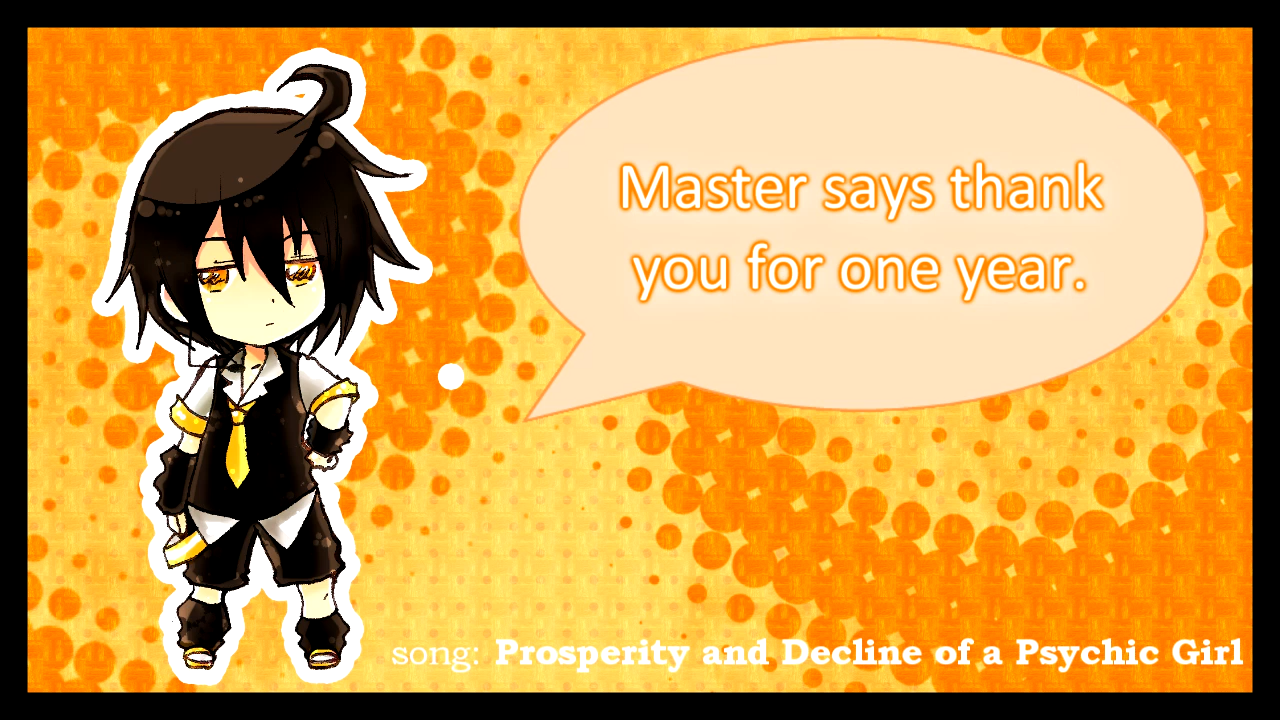 Master says thank
you for one year.
song: Prosperity and Decline of a Psychic Girl